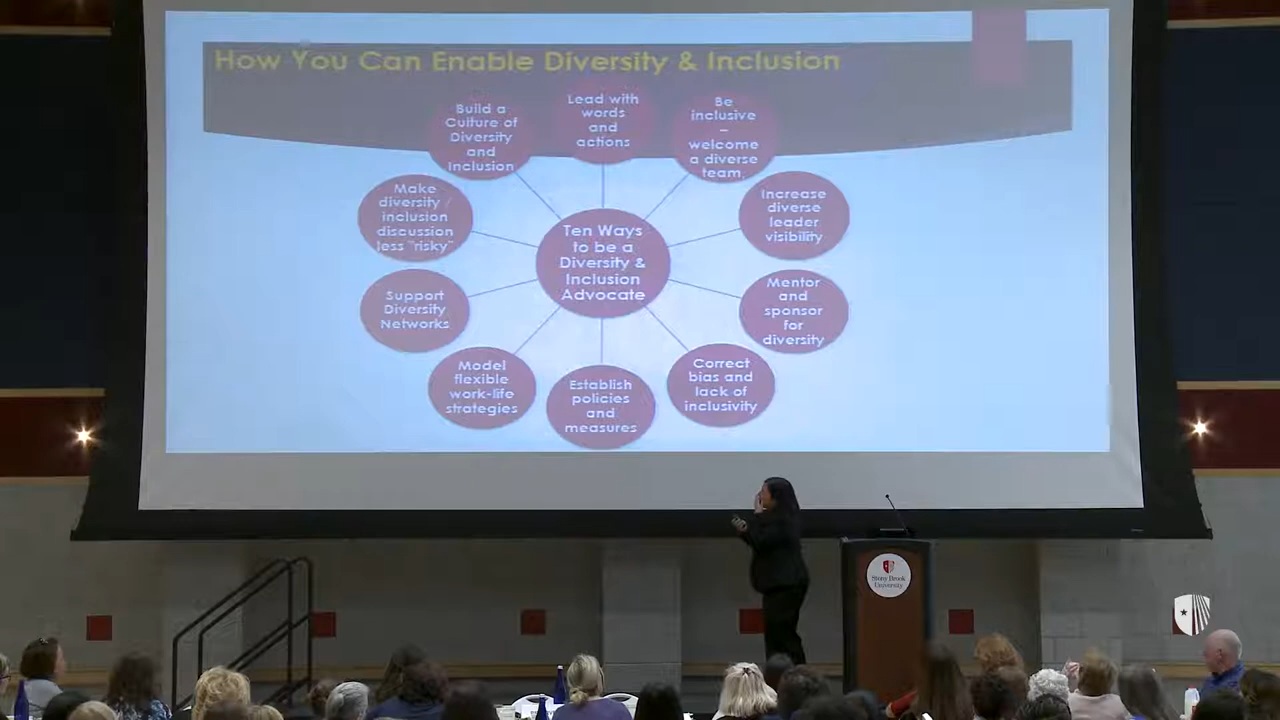 How You Can Enable Diversity & Inclusion
Lead with
words
and
actions
Be
inclusive
–
welcome
a diverse
team
Increase
diverse
leader
visibility
Mentor
and
sponsor
for
diversity
Correct
bias and
lack of
inclusivity
Establish
policies
and
measures
Model
flexible
work-life
strategies
Support
Diversity
Networks
Make
diversity /
inclusion
discussion
less "risky"
Build a
Culture of
Diversity
and
Inclusion
Ten Ways
to be a
Diversity &
Inclusion
Advocate
Stony Brook
University